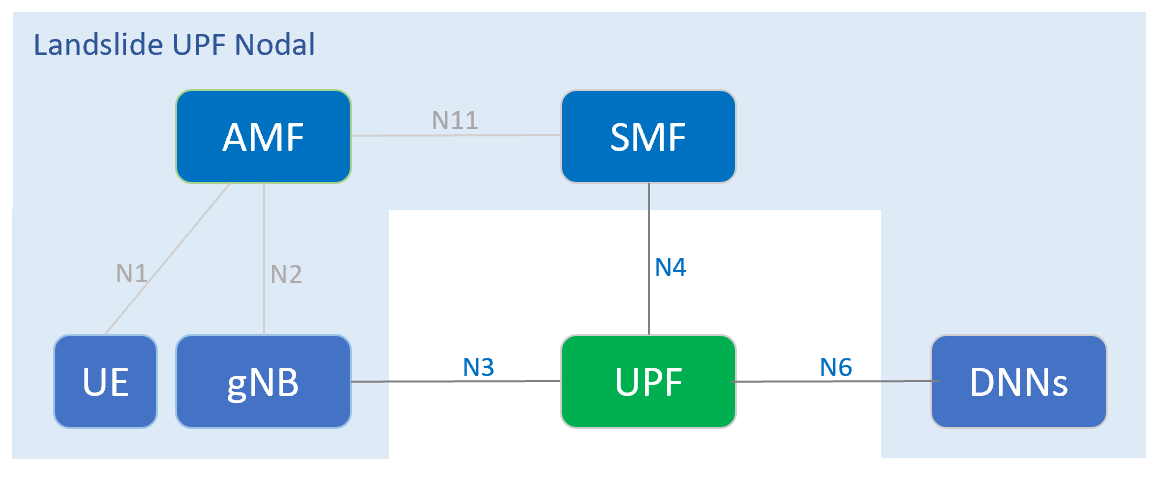 Landslide UPF Nodal
AMF
N11
SMF
N1
N2
N4
UE
gNB
N3
UPF
N6
DNNs